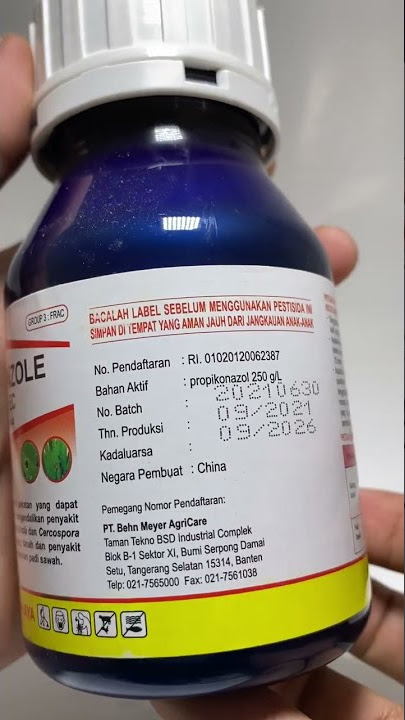 GROUP 3 : FRAC
ZOLE
EC
BACALAH LABEL SEBELUM MENGGUNAKAN PESTISIDA INI
SIMPAN DI TEMPAT YANG AMAN JAUH DARI JANGKAUAN ANAK-ANAK
No. Pendaftaran : RI. 01020120062387
Bahan Aktif : propikonazol 250 g/L
No. Batch : 20210630
Thn. Produksi : 09/2021
Kadaluarsa : 09/2026
Negara Pembuat : China
yang dapat
penyakit
dan Cercospora
dan penyakit
padi sawah.
Pemegang Nomor Pendaftaran:
PT. Behn Meyer AgriCare
Taman Tekno BSD Industrial Complek
Blok B-1 Sektor XI, Bumi Serpong Damai
Setu, Tangerang Selatan 15314, Banten
Telp: 021-7565000 Fax: 021-7561038